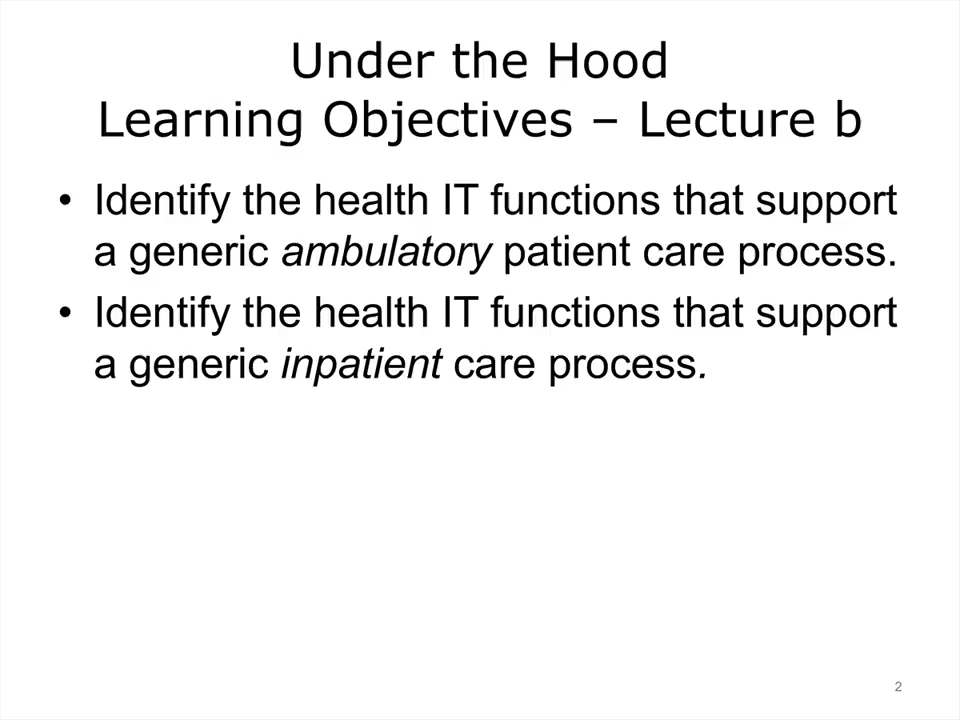 Under the Hood
Learning Objectives – Lecture b
• Identify the health IT functions that support
a generic ambulatory patient care process.
• Identify the health IT functions that support
a generic inpatient care process.
2